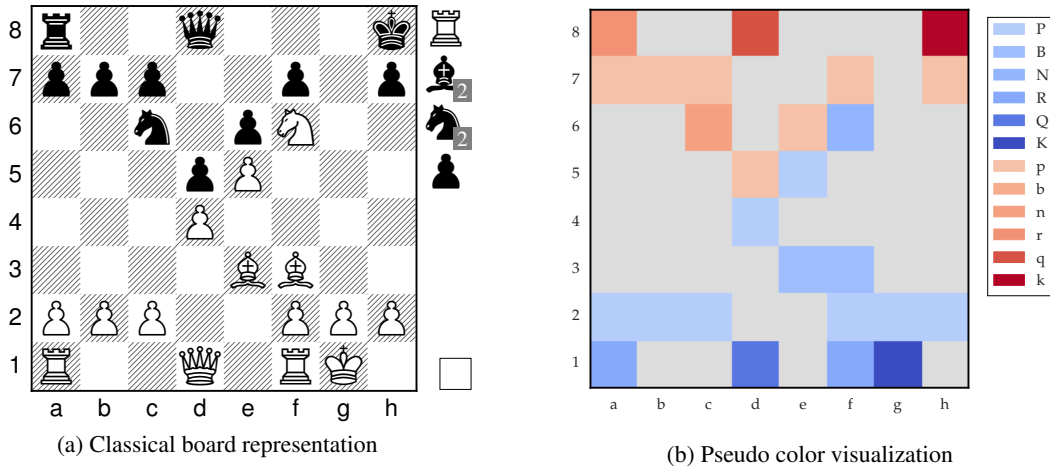 8
7
6
5
4
3
2
1
a b c d e f g h
2
2
(a) Classical board representation
8
7
6
5
4
3
2
1
a b c d e f g h
P
B
N
R
Q
K
p
b
n
r
q
k
(b) Pseudo color visualization